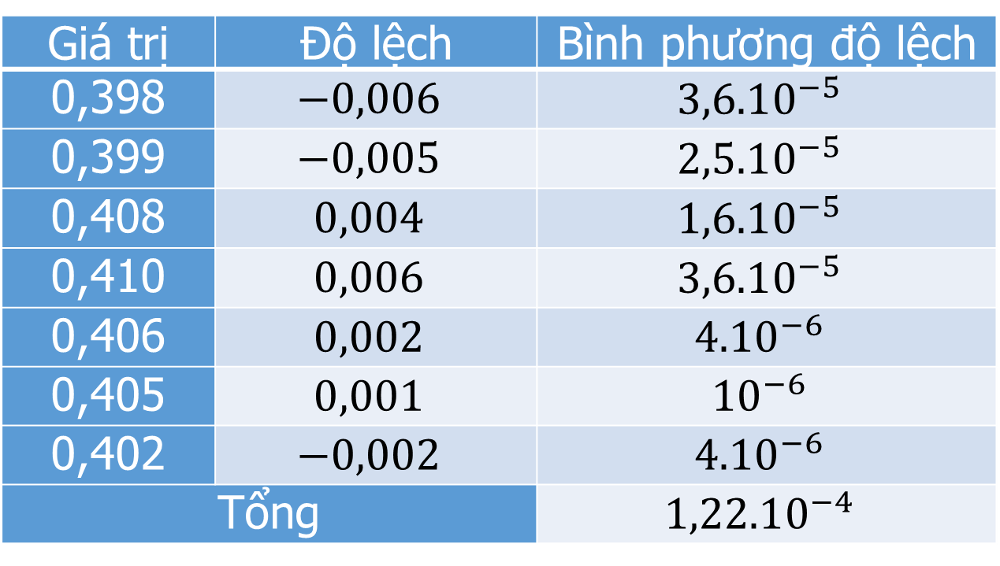 Giá trị Độ lệch Bình phương độ lệch
0,398 −0,006 3,6.10⁻⁵
0,399 −0,005 2,5.10⁻⁵
0,408 0,004 1,6.10⁻⁵
0,410 0,006 3,6.10⁻⁵
0,406 0,002 4.10⁻⁶
0,405 0,001 10⁻⁶
0,402 −0,002 4.10⁻⁶
Tổng 1,22.10⁻⁴